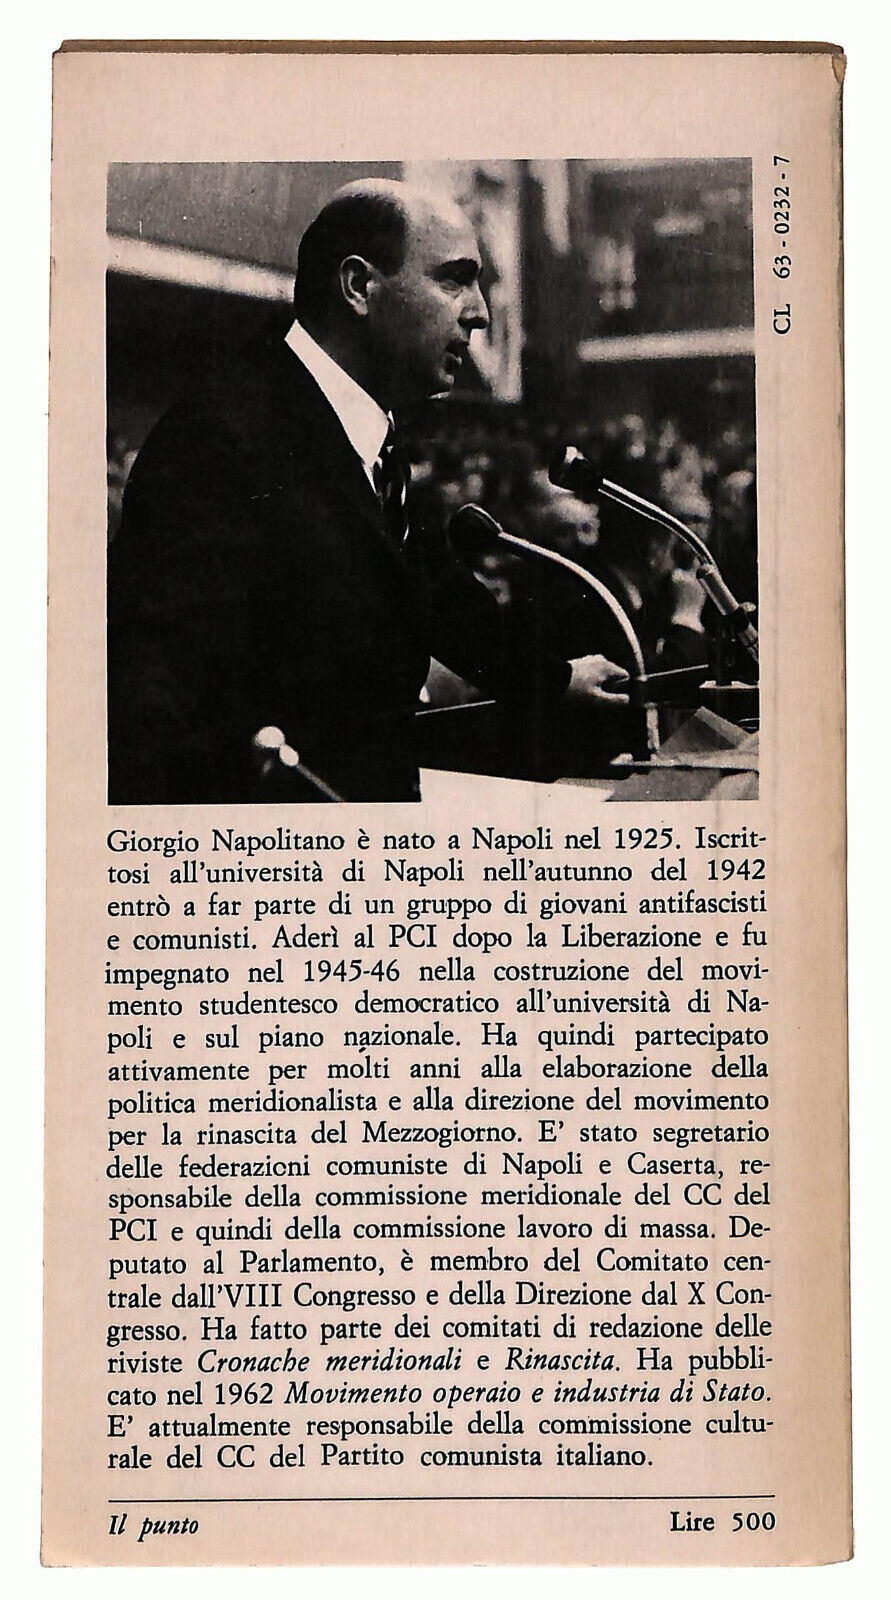 CL 63-0232-7
Giorgio Napolitano è nato a Napoli nel 1925. Iscrit-
tosi all'università di Napoli nell'autunno del 1942
entrò a far parte di un gruppo di giovani antifascisti
e comunisti. Aderì al PCI dopo la Liberazione e fu
impegnato nel 1945-46 nella costruzione del movi-
mento studentesco democratico all'università di Na-
poli e sul piano nazionale. Ha quindi partecipato
attivamente per molti anni alla elaborazione della
politica meridionalista e alla direzione del movimento
per la rinascita del Mezzogiorno. E' stato segretario
delle federazioni comuniste di Napoli e Caserta, re-
sponsabile della commissione meridionale del CC del
PCI e quindi della commissione lavoro di massa. De-
putato al Parlamento, è membro del Comitato cen-
trale dall'VIII Congresso e della Direzione dal X Con-
gresso. Ha fatto parte dei comitati di redazione delle
riviste Cronache meridionali e Rinascita. Ha pubbli-
cato nel 1962 Movimento operaio e industria di Stato.
E' attualmente responsabile della commissione cultu-
rale del CC del Partito comunista italiano.
Il punto Lire 500